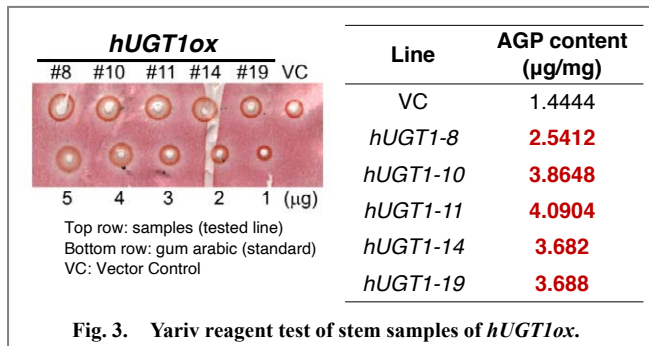 hUGT1ox
#8 #10 #11 #14 #19 VC
5 4 3 2 1 (µg)
Top row: samples (tested line)
Bottom row: gum arabic (standard)
VC: Vector Control
Line AGP content (µg/mg)
VC 1.4444
hUGT1-8 2.5412
hUGT1-10 3.8648
hUGT1-11 4.0904
hUGT1-14 3.682
hUGT1-19 3.688
Fig. 3. Yariv reagent test of stem samples of hUGT1ox.